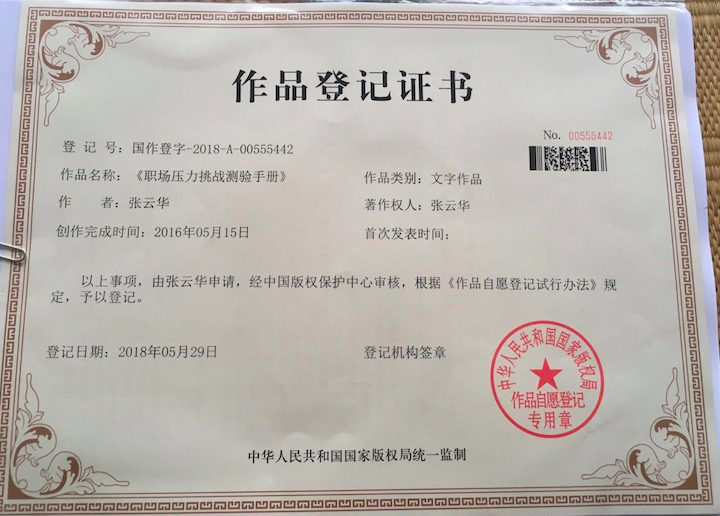 作品登记证书
No. 00555442
登 记 号：国作登字-2018-A-00555442
作品名称：《职场压力挑战测验手册》
作品类别：文字作品
作 者：张云华
著作权人：张云华
创作完成时间：2016年05月15日
首次发表时间：
以上事项，由张云华申请，经中国版权保护中心审核，根据《作品自愿登记试行办法》规
定，予以登记。
登记日期：2018年05月29日
登记机构签章
中华人民共和国国家版权局
作品自愿登记
专用章
中华人民共和国国家版权局统一监制